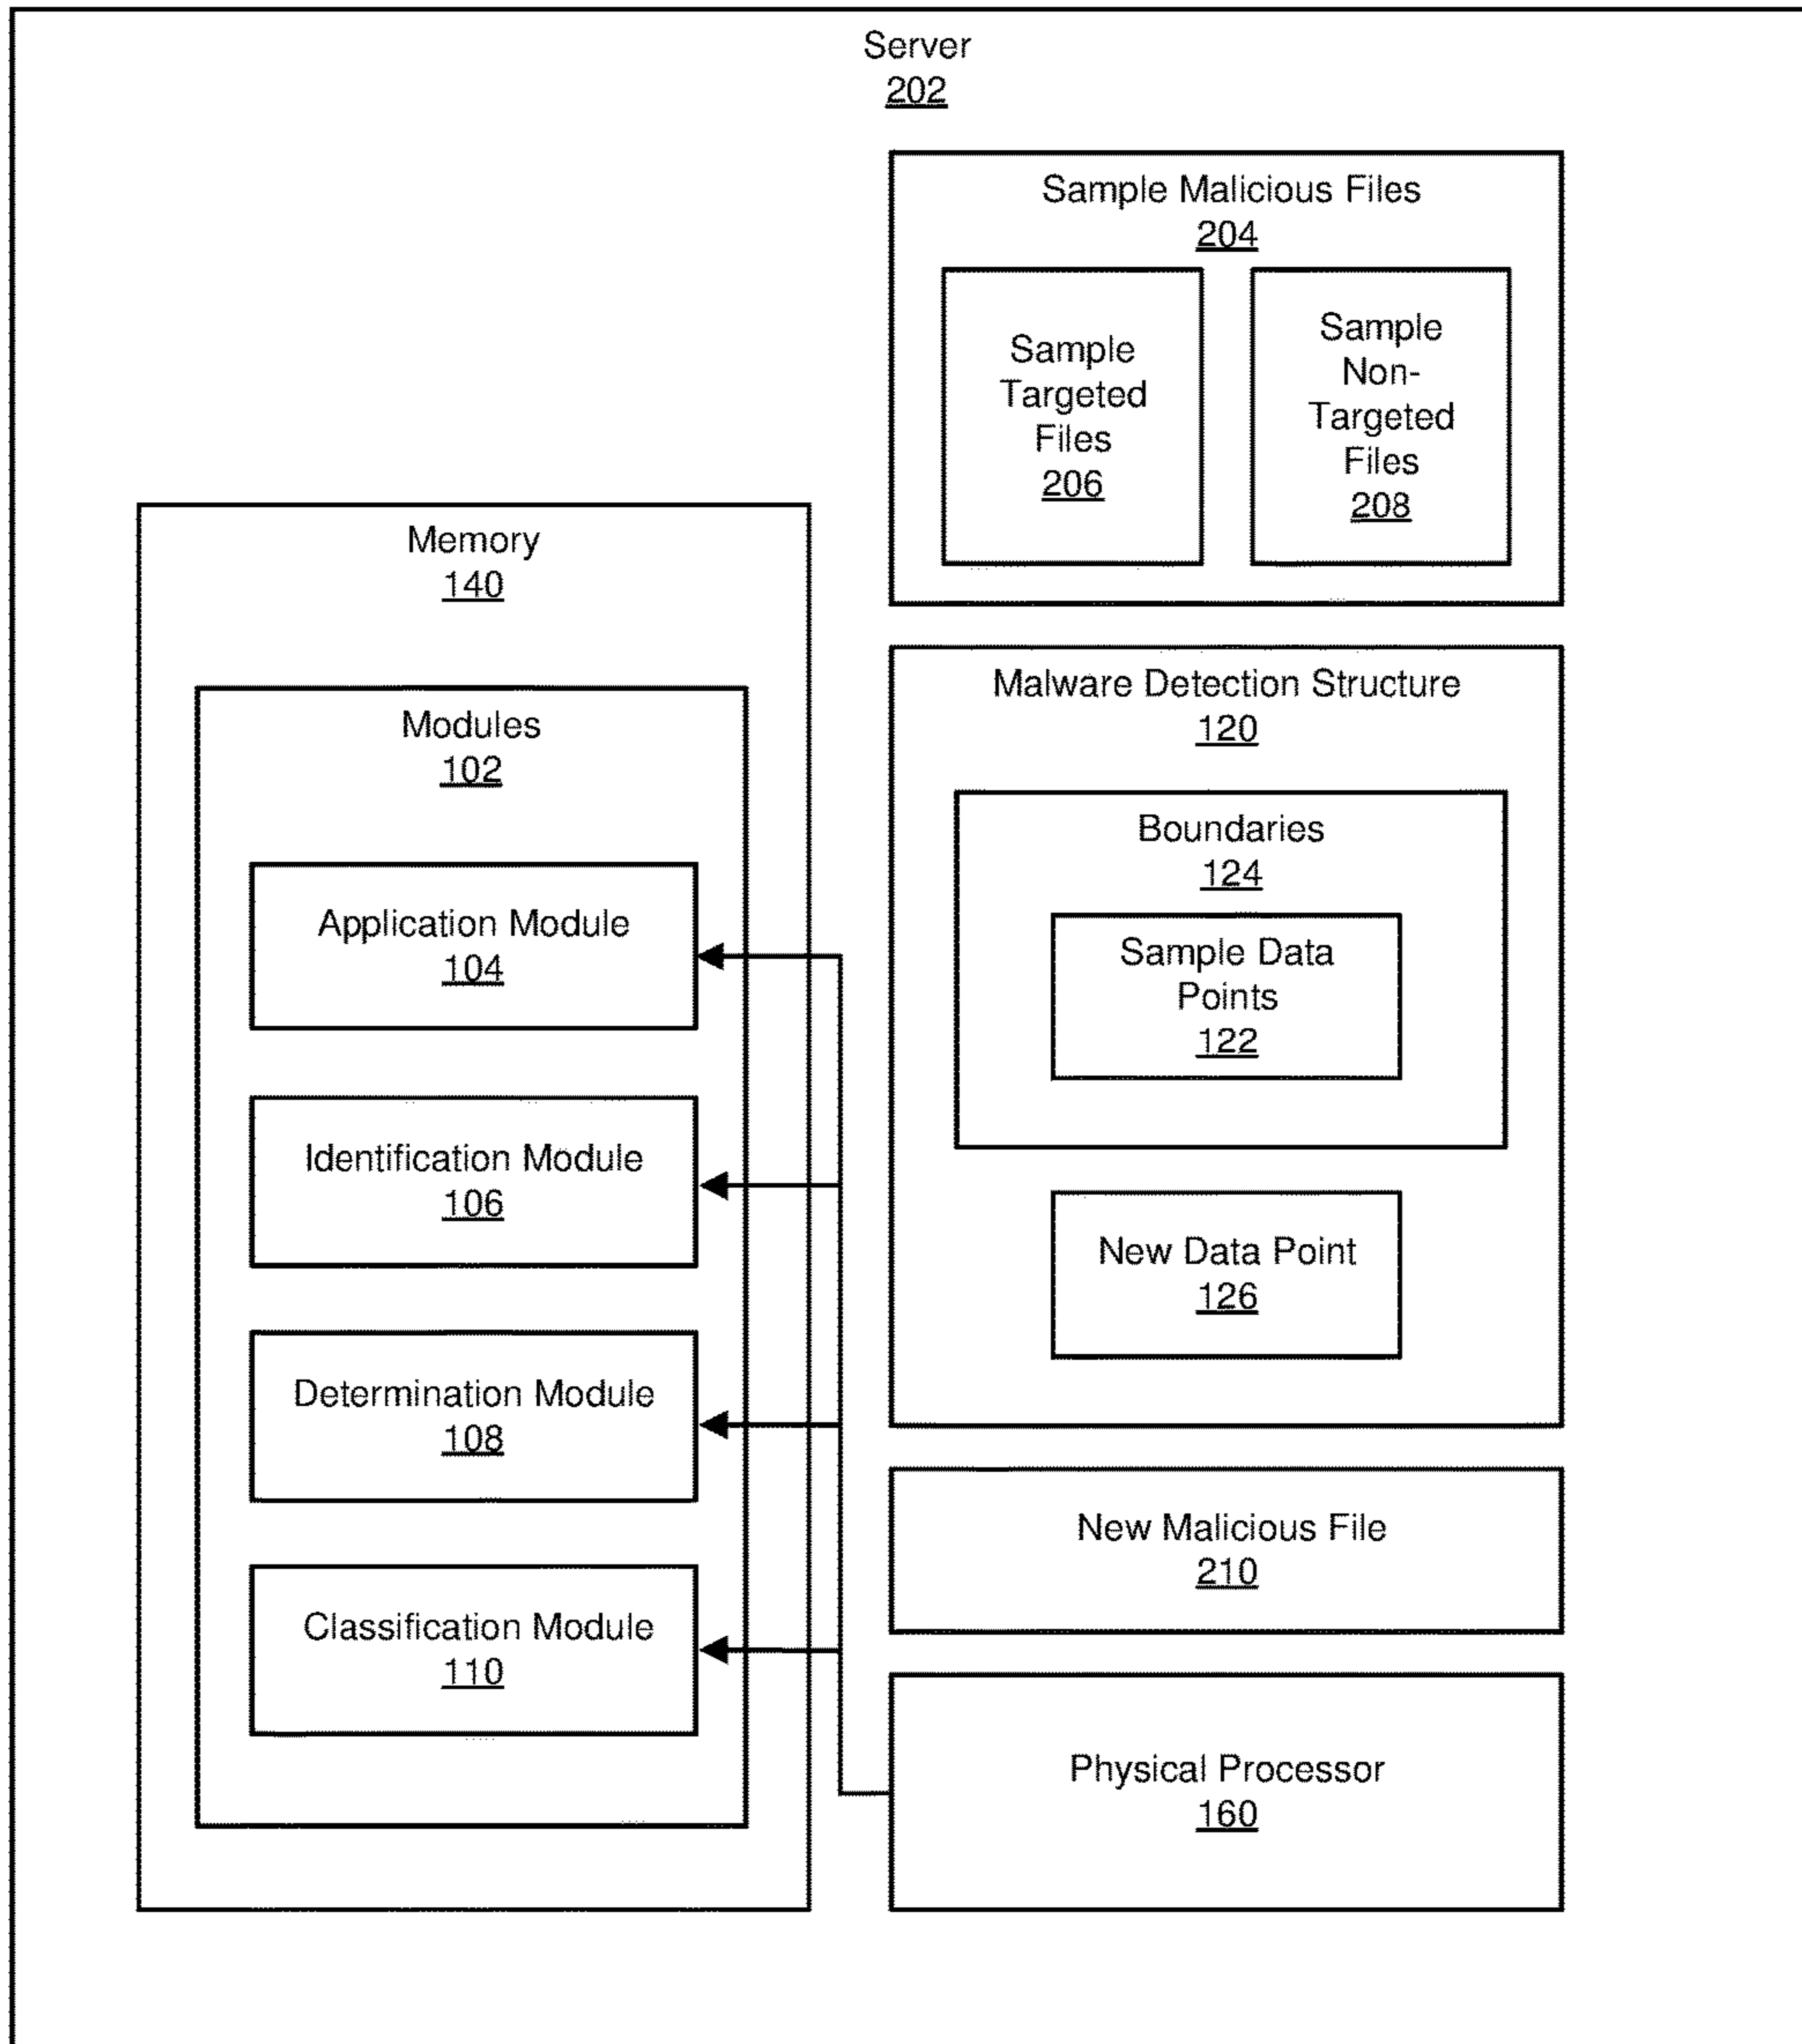 Server
202
Sample Malicious Files
204
Sample
Targeted
Files
206
Sample
Non-
Targeted
Files
208
Memory
140
Modules
102
Application Module
104
Identification Module
106
Determination Module
108
Classification Module
110
Malware Detection Structure
120
Boundaries
124
Sample Data
Points
122
New Data Point
126
New Malicious File
210
Physical Processor
160